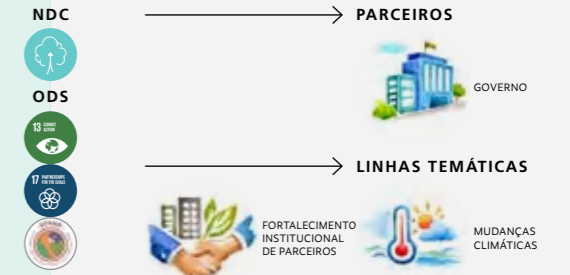 NDC
PARCEIROS
GOVERNO
ODS
13 CLIMATE
ACTION
17 PARTNERSHIPS
FOR THE GOALS
LINHAS TEMÁTICAS
FORTALECIMENTO
INSTITUCIONAL
DE PARCEIROS
MUDANÇAS
CLIMÁTICAS